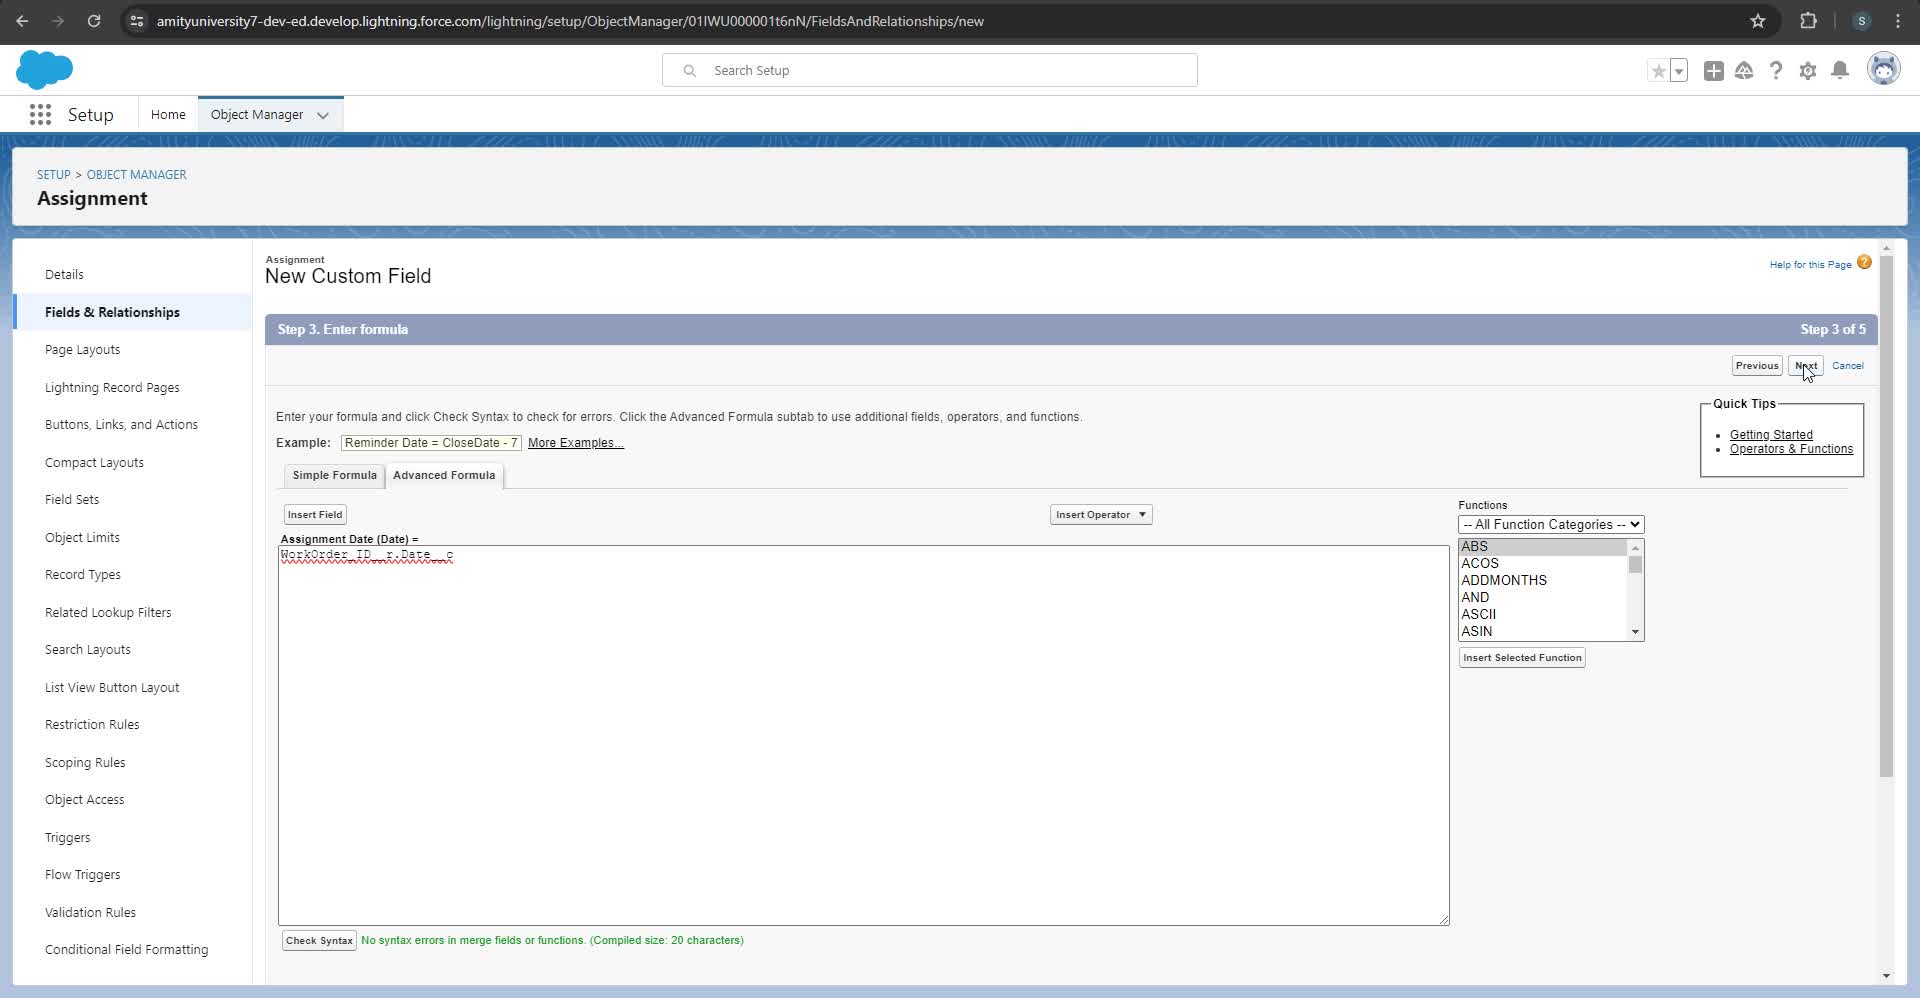 amityuniversity7-dev-ed.develop.lightning.force.com/lightning/setup/ObjectManager/01IWU000001t6nN/FieldsAndRelationships/new
S
Search Setup
Setup
Home
Object Manager
SETUP > OBJECT MANAGER
Assignment
Details
Fields & Relationships
Page Layouts
Lightning Record Pages
Buttons, Links, and Actions
Compact Layouts
Field Sets
Object Limits
Record Types
Related Lookup Filters
Search Layouts
List View Button Layout
Restriction Rules
Scoping Rules
Object Access
Triggers
Flow Triggers
Validation Rules
Conditional Field Formatting
Assignment
New Custom Field
Help for this Page ?
Step 3. Enter formula
Step 3 of 5
Previous
Next
Cancel
Enter your formula and click Check Syntax to check for errors. Click the Advanced Formula subtab to use additional fields, operators, and functions.
Example: Reminder Date = CloseDate - 7 More Examples...
Quick Tips
Getting Started
Operators & Functions
Simple Formula
Advanced Formula
Insert Field
Insert Operator
Assignment Date (Date) =
WorkOrder_ID__r.Date__c
Functions
-- All Function Categories --
ABS
ACOS
ADDMONTHS
AND
ASCII
ASIN
Insert Selected Function
Check Syntax
No syntax errors in merge fields or functions. (Compiled size: 20 characters)